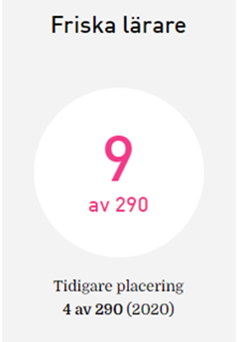 Friska lärare
9
av 290
Tidigare placering
4 av 290 (2020)